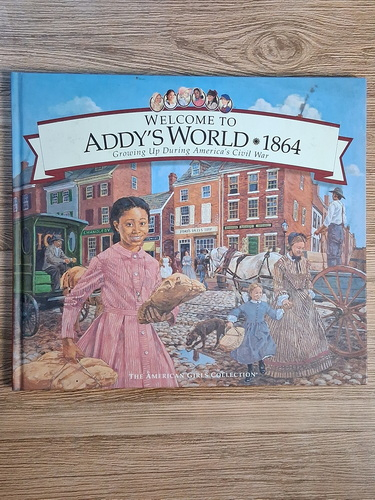 WELCOME TO
ADDY'S WORLD • 1864
Growing Up During America's Civil War
THE AMERICAN GIRLS COLLECTION®